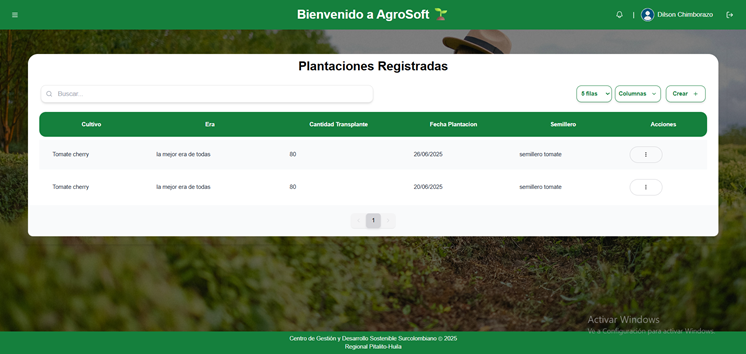 Bienvenido a AgroSoft
| Dilson Chimborazo
Plantaciones Registradas
Buscar...
5 filas Columnas Crear +
Cultivo Era Cantidad Transplante Fecha Plantacion Semillero Acciones
Tomate cherry la mejor era de todas 80 26/06/2025 semillero tomate
Tomate cherry la mejor era de todas 80 20/06/2025 semillero tomate
1
Activar Windows
Ve a Configuración para activar Windows.
Centro de Gestión y Desarrollo Sostenible Surcolombiano © 2025
Regional Pitalito-Huila